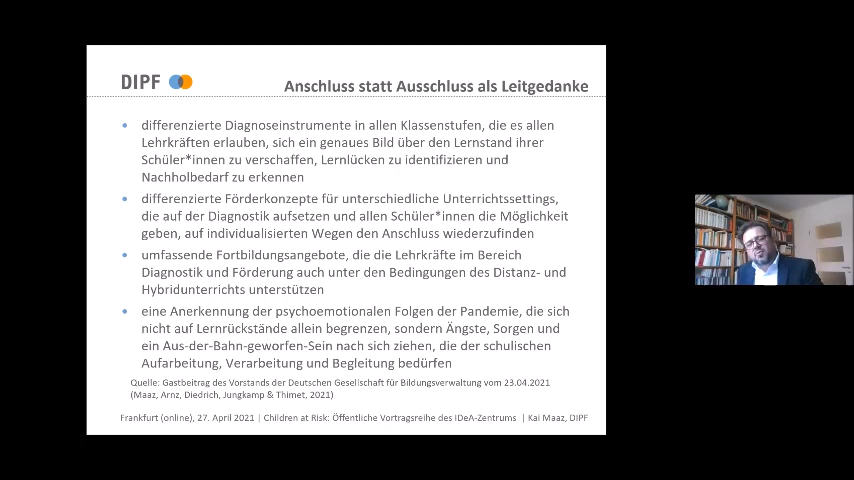 DIPF
Anschluss statt Ausschluss als Leitgedanke
• differenzierte Diagnoseinstrumente in allen Klassenstufen, die es allen
Lehrkräften erlauben, sich ein genaues Bild über den Lernstand ihrer
Schüler*innen zu verschaffen, Lernlücken zu identifizieren und
Nachholbedarf zu erkennen
• differenzierte Förderkonzepte für unterschiedliche Unterrichtssettings,
die auf der Diagnostik aufsetzen und allen Schüler*innen die Möglichkeit
geben, auf individualisierten Wegen den Anschluss wiederzufinden
• umfassende Fortbildungsangebote, die die Lehrkräfte im Bereich
Diagnostik und Förderung auch unter den Bedingungen des Distanz- und
Hybridunterrichts unterstützen
• eine Anerkennung der psychoemotionalen Folgen der Pandemie, die sich
nicht auf Lernrückstände allein begrenzen, sondern Ängste, Sorgen und
ein Aus-der-Bahn-geworfen-Sein nach sich ziehen, die der schulischen
Aufarbeitung, Verarbeitung und Begleitung bedürfen
Quelle: Gastbeitrag des Vorstands der Deutschen Gesellschaft für Bildungsverwaltung vom 23.04.2021
(Maaz, Arnz, Diedrich, Jungkamp & Thimet, 2021)
Frankfurt (online), 27. April 2021 | Children at Risk: Öffentliche Vortragsreihe des IDeA-Zentrums | Kai Maaz, DIPF